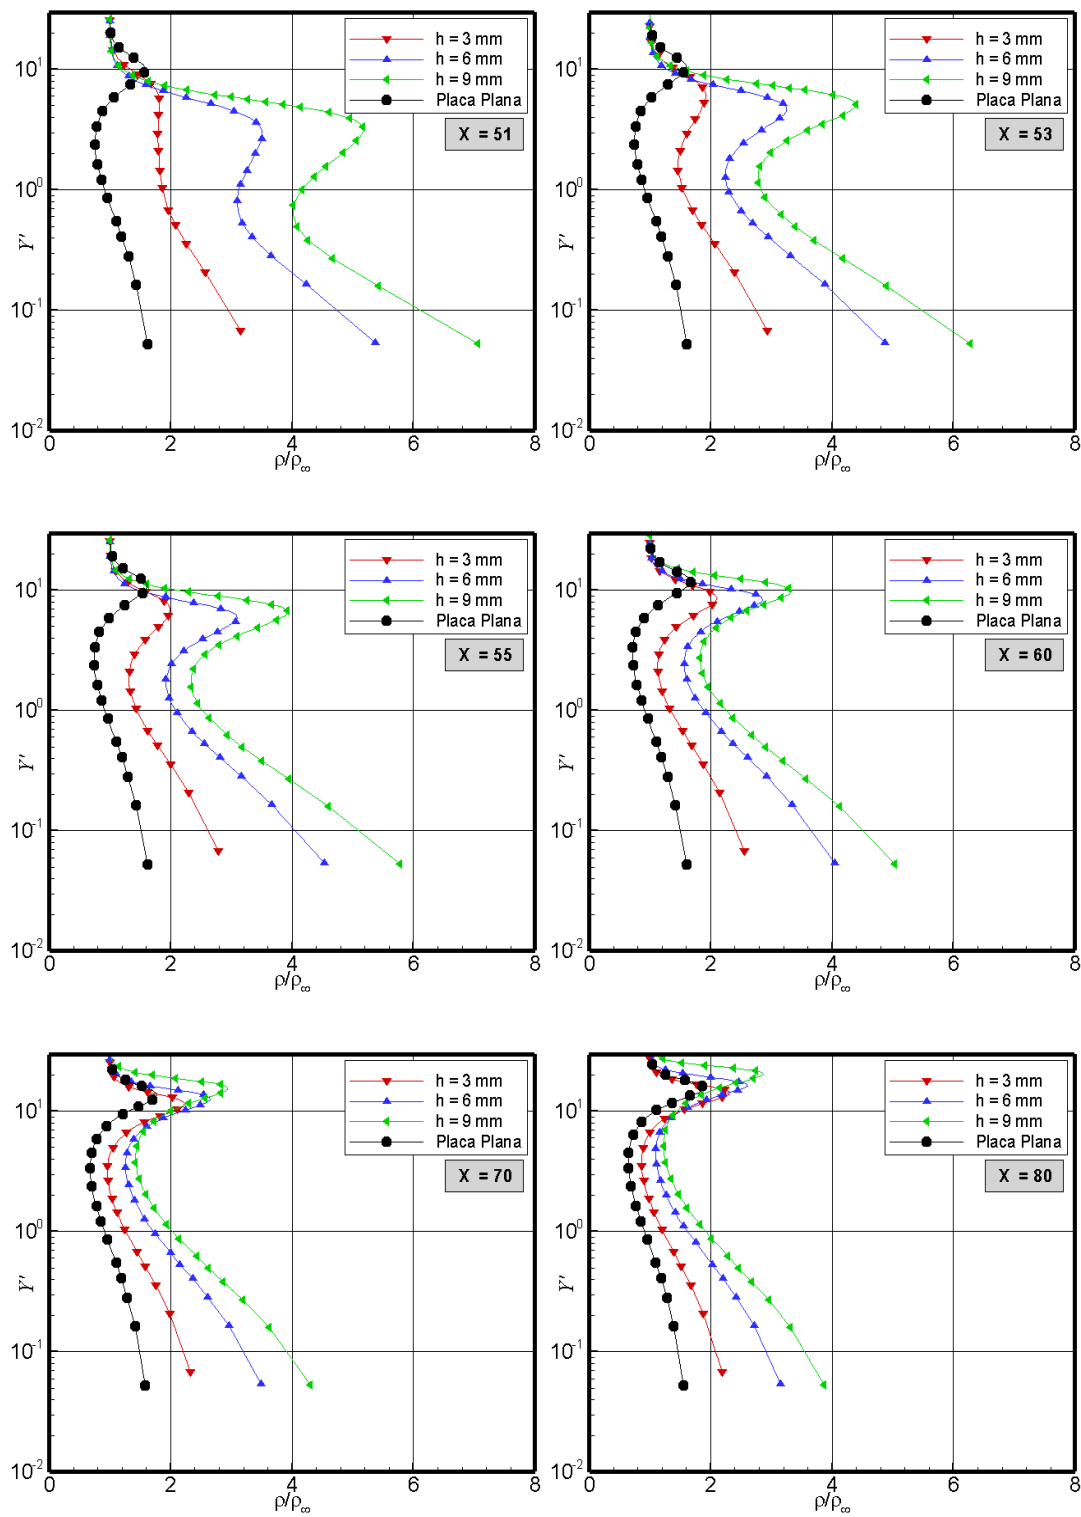 10¹
10⁰
10⁻¹
10⁻²
Y'
0 2 4 6 8
ρ/ρ∞
h = 3 mm
h = 6 mm
h = 9 mm
Placa Plana
X = 51
10¹
10⁰
10⁻¹
10⁻²
Y'
0 2 4 6 8
ρ/ρ∞
h = 3 mm
h = 6 mm
h = 9 mm
Placa Plana
X = 53
10¹
10⁰
10⁻¹
10⁻²
Y'
0 2 4 6 8
ρ/ρ∞
h = 3 mm
h = 6 mm
h = 9 mm
Placa Plana
X = 55
10¹
10⁰
10⁻¹
10⁻²
Y'
0 2 4 6 8
ρ/ρ∞
h = 3 mm
h = 6 mm
h = 9 mm
Placa Plana
X = 60
10¹
10⁰
10⁻¹
10⁻²
Y'
0 2 4 6 8
ρ/ρ∞
h = 3 mm
h = 6 mm
h = 9 mm
Placa Plana
X = 70
10¹
10⁰
10⁻¹
10⁻²
Y'
0 2 4 6 8
ρ/ρ∞
h = 3 mm
h = 6 mm
h = 9 mm
Placa Plana
X = 80